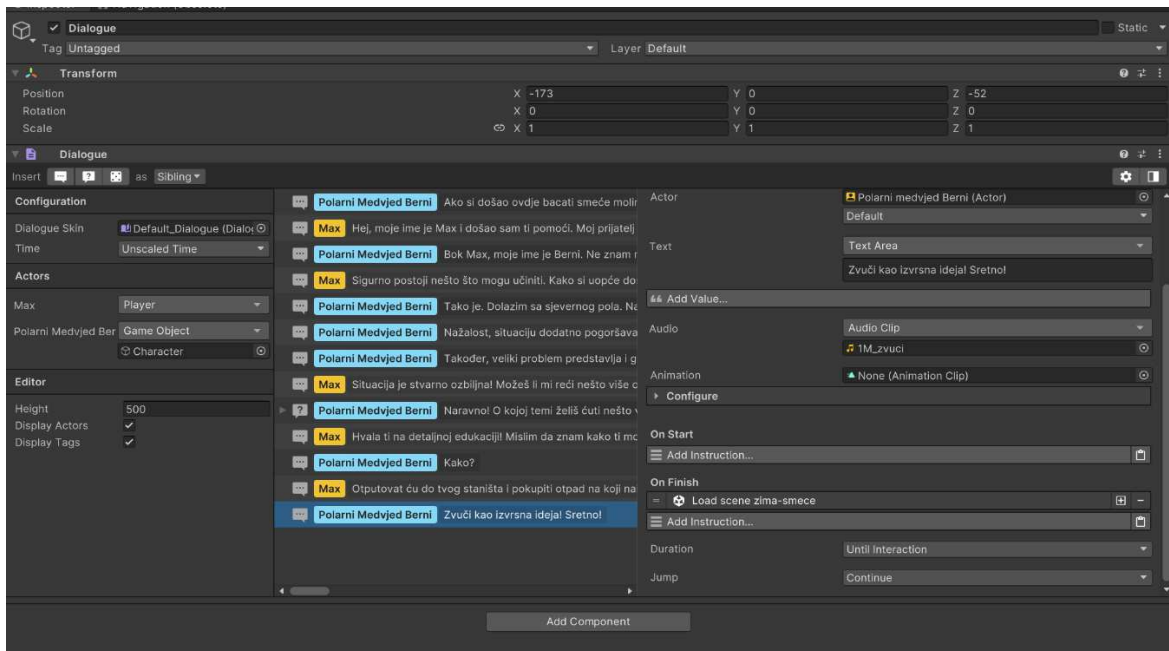 Dialogue
Static
Tag Untagged
Layer Default
Transform
Position X -173 Y 0 Z -52
Rotation X 0 Y 0 Z 0
Scale X 1 Y 1 Z 1
Dialogue
Insert as Sibling
Configuration
Dialogue Skin Default_Dialogue (Dialog
Time Unscaled Time
Actors
Max Player
Polarni Medvjed Ber Game Object
Character
Editor
Height 500
Display Actors
Display Tags
Polarni Medvjed Berni Ako si došao ovdje bacati smeće molim
Max Hej, moje ime je Max i došao sam ti pomoći. Moj prijatelj
Polarni Medvjed Berni Bok Max, moje ime je Berni. Ne znam
Max Sigurno postoji nešto što mogu učiniti. Kako si uopće do
Polarni Medvjed Berni Tako je. Dolazim sa sjevernog pola. Na
Polarni Medvjed Berni Nažalost, situaciju dodatno pogoršava
Polarni Medvjed Berni Također, veliki problem predstavlja i g
Max Situacija je stvarno ozbiljna! Možeš li mi reći nešto više o
Polarni Medvjed Berni Naravno! O kojoj temi želiš ćuti nešto v
Max Hvala ti na detaljnoj edukaciji! Mislim da znam kako ti mo
Polarni Medvjed Berni Kako?
Max Otputovat ću do tvog staništa i pokupiti otpad na koji na
Polarni Medvjed Berni Zvuči kao izvrsna ideja! Sretno!
Actor Polarni medvjed Berni (Actor)
Default
Text Text Area
Zvuči kao izvrsna ideja! Sretno!
Add Value...
Audio Audio Clip
1M_zvuci
Animation None (Animation Clip)
Configure
On Start
Add Instruction...
On Finish
Load scene zima-smece
Add Instruction...
Duration Until Interaction
Jump Continue
Add Component